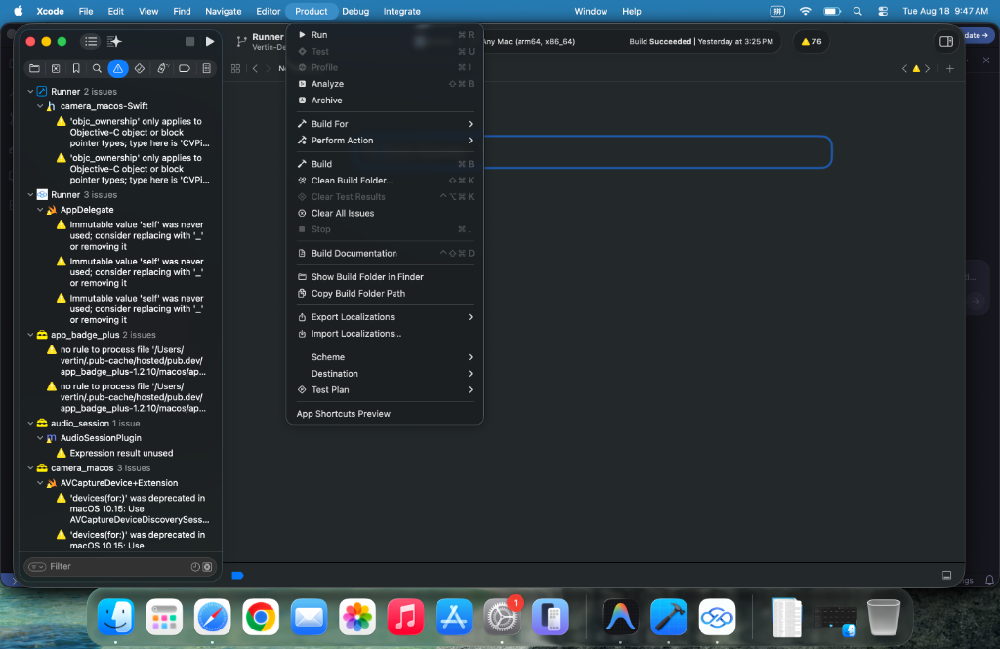 Xcode File Edit View Find Navigate Editor Product Debug Integrate Window Help Tue Aug 18 9:47 AM
Runner
Vertin-De
Any Mac (arm64, x86_64)
Build Succeeded | Yesterday at 3:25 PM
76
date →
Runner 2 issues
camera_macos-Swift
'objc_ownership' only applies to
Objective-C object or block
pointer types; type here is 'CVPi...
'objc_ownership' only applies to
Objective-C object or block
pointer types; type here is 'CVPi...
Runner 3 issues
AppDelegate
Immutable value 'self' was never
used; consider replacing with '_'
or removing it
Immutable value 'self' was never
used; consider replacing with '_'
or removing it
Immutable value 'self' was never
used; consider replacing with '_'
or removing it
app_badge_plus 2 issues
no rule to process file '/Users/
vertin/.pub-cache/hosted/pub.dev/
app_badge_plus-1.2.10/macos/ap...
no rule to process file '/Users/
vertin/.pub-cache/hosted/pub.dev/
app_badge_plus-1.2.10/macos/ap...
audio_session 1 issue
AudioSessionPlugin
Expression result unused
camera_macos 3 issues
AVCaptureDevice+Extension
'devices(for:)' was deprecated in
macOS 10.15: Use
AVCaptureDeviceDiscoverySess...
'devices(for:)' was deprecated in
macOS 10.15: Use
Filter
Run ⌘ R
Test ⌘ U
Profile ⌘ I
Analyze ⇧ ⌘ B
Archive
Build For
Perform Action
Build ⌘ B
Clean Build Folder... ⇧ ⌘ K
Clear Test Results ^ ⌥ ⌘ K
Clear All Issues
Stop ⌘ .
Build Documentation ^ ⇧ ⌘ D
Show Build Folder in Finder
Copy Build Folder Path
Export Localizations
Import Localizations...
Scheme
Destination
Test Plan
App Shortcuts Preview
1